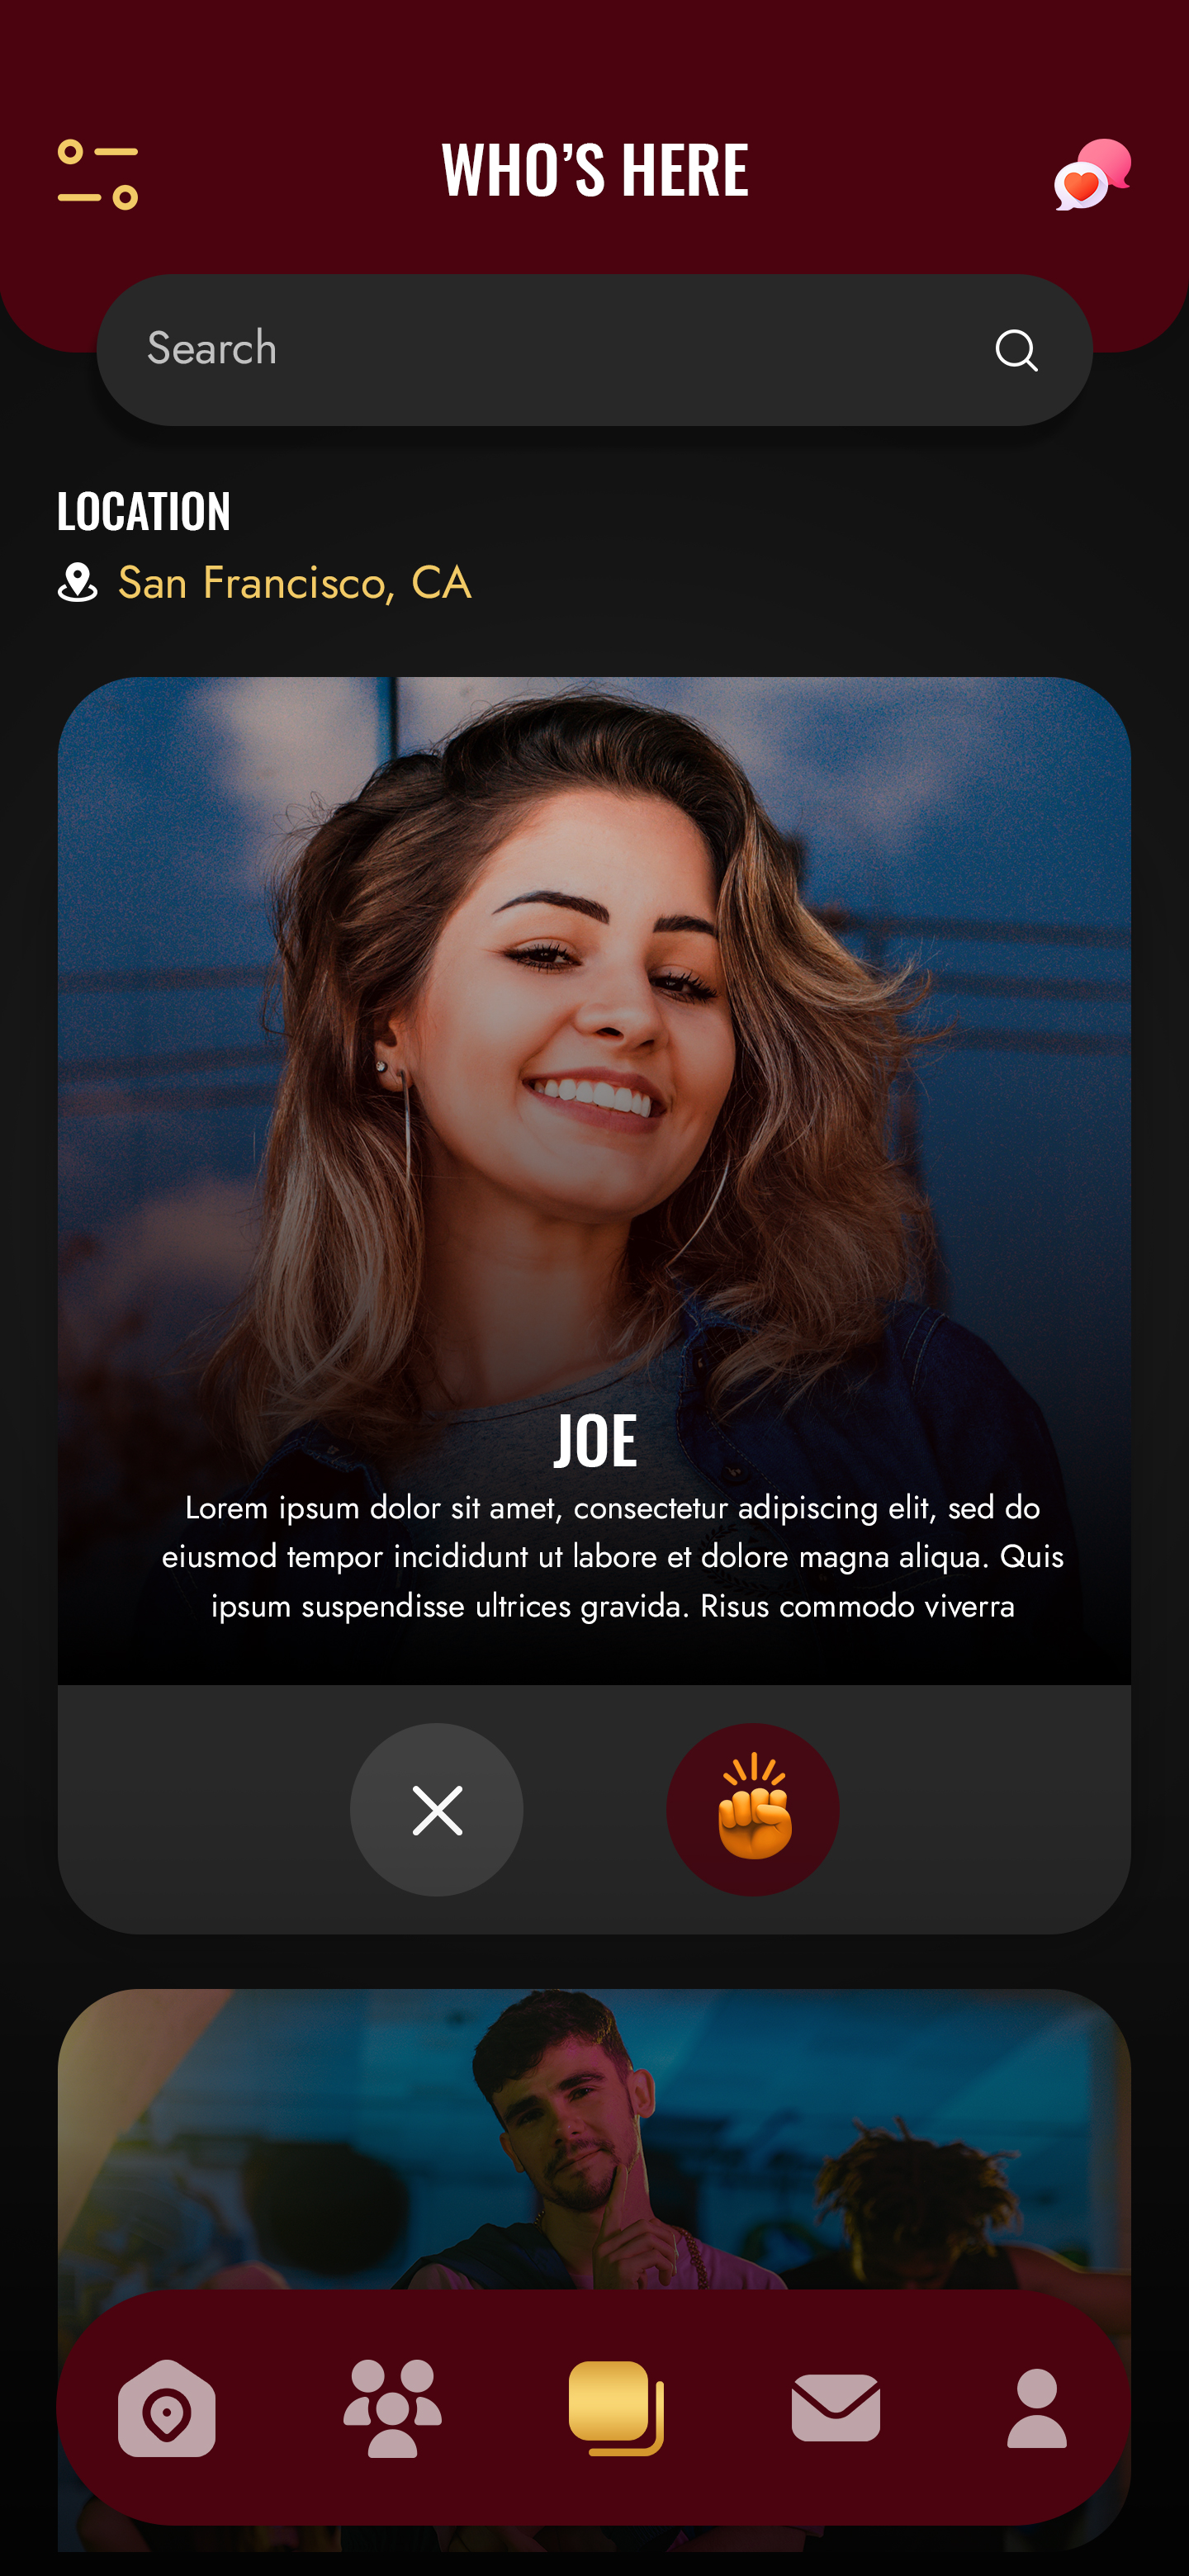 WHO’S HERE
Search
LOCATION
San Francisco, CA
JOE
Lorem ipsum dolor sit amet, consectetur adipiscing elit, sed do
eiusmod tempor incididunt ut labore et dolore magna aliqua. Quis
ipsum suspendisse ultrices gravida. Risus commodo viverra